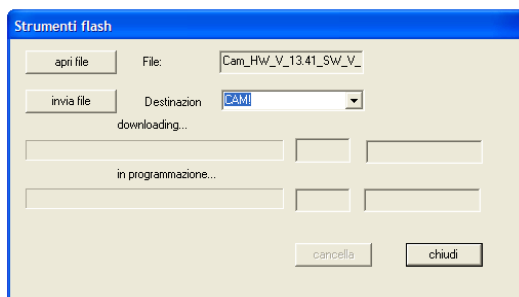 Strumenti flash
apri file File: Cam_HW_V_13.41_SW_V_
invia file Destinazion CAM!
downloading...
in programmazione...
cancella chiudi